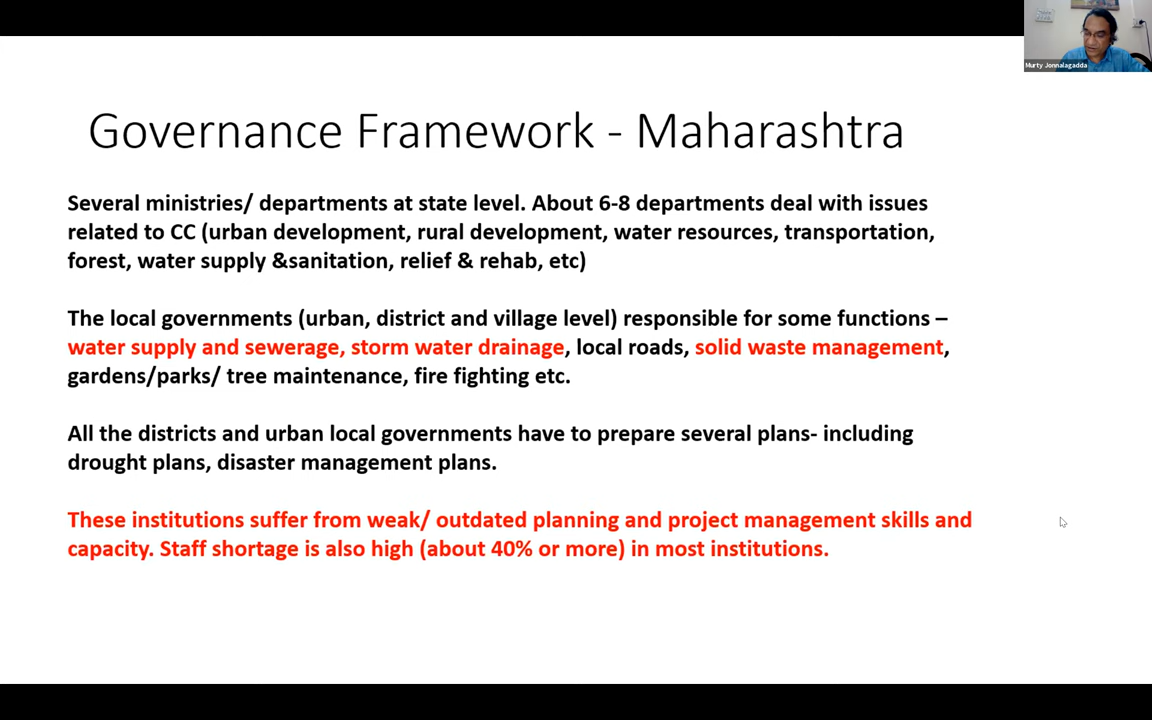 Murty Jonnalagadda
Governance Framework - Maharashtra
Several ministries/ departments at state level. About 6-8 departments deal with issues
related to CC (urban development, rural development, water resources, transportation,
forest, water supply &sanitation, relief & rehab, etc)
The local governments (urban, district and village level) responsible for some functions –
water supply and sewerage, storm water drainage, local roads, solid waste management,
gardens/parks/ tree maintenance, fire fighting etc.
All the districts and urban local governments have to prepare several plans- including
drought plans, disaster management plans.
These institutions suffer from weak/ outdated planning and project management skills and
capacity. Staff shortage is also high (about 40% or more) in most institutions.